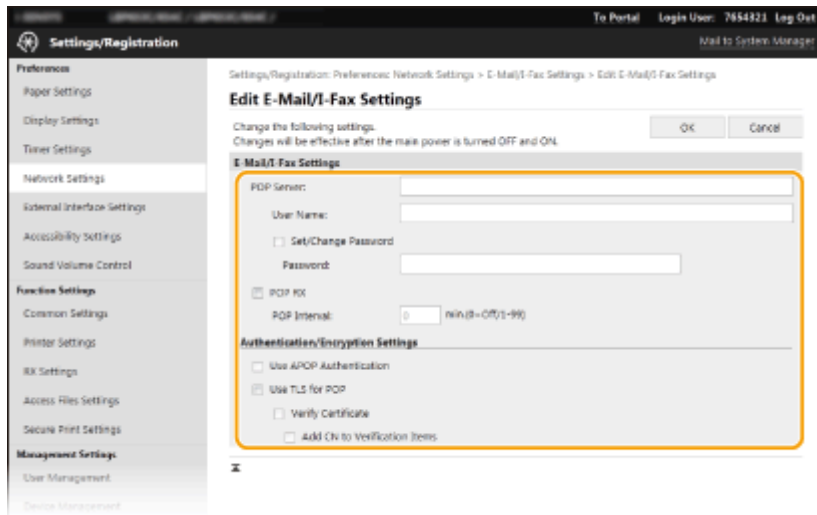 To Portal Login User: 7654321 Log Out
Settings/Registration
Mail to System Manager
Preferences
Paper Settings
Display Settings
Timer Settings
Network Settings
External Interface Settings
Accessibility Settings
Sound Volume Control
Function Settings
Common Settings
Printer Settings
RX Settings
Access Files Settings
Secure Print Settings
Management Settings
User Management
Device Management
Settings/Registration: Preferences: Network Settings > E-Mail/I-Fax Settings > Edit E-Mail/I-Fax Settings
Edit E-Mail/I-Fax Settings
Change the following settings.
Changes will be effective after the main power is turned OFF and ON.
OK Cancel
E-Mail/I-Fax Settings
POP Server:
User Name:
Set/Change Password
Password:
POP RX
POP Interval: 0 min.(0=Off/1-99)
Authentication/Encryption Settings
Use APOP Authentication
Use TLS for POP
Verify Certificate
Add CN to Verification Items